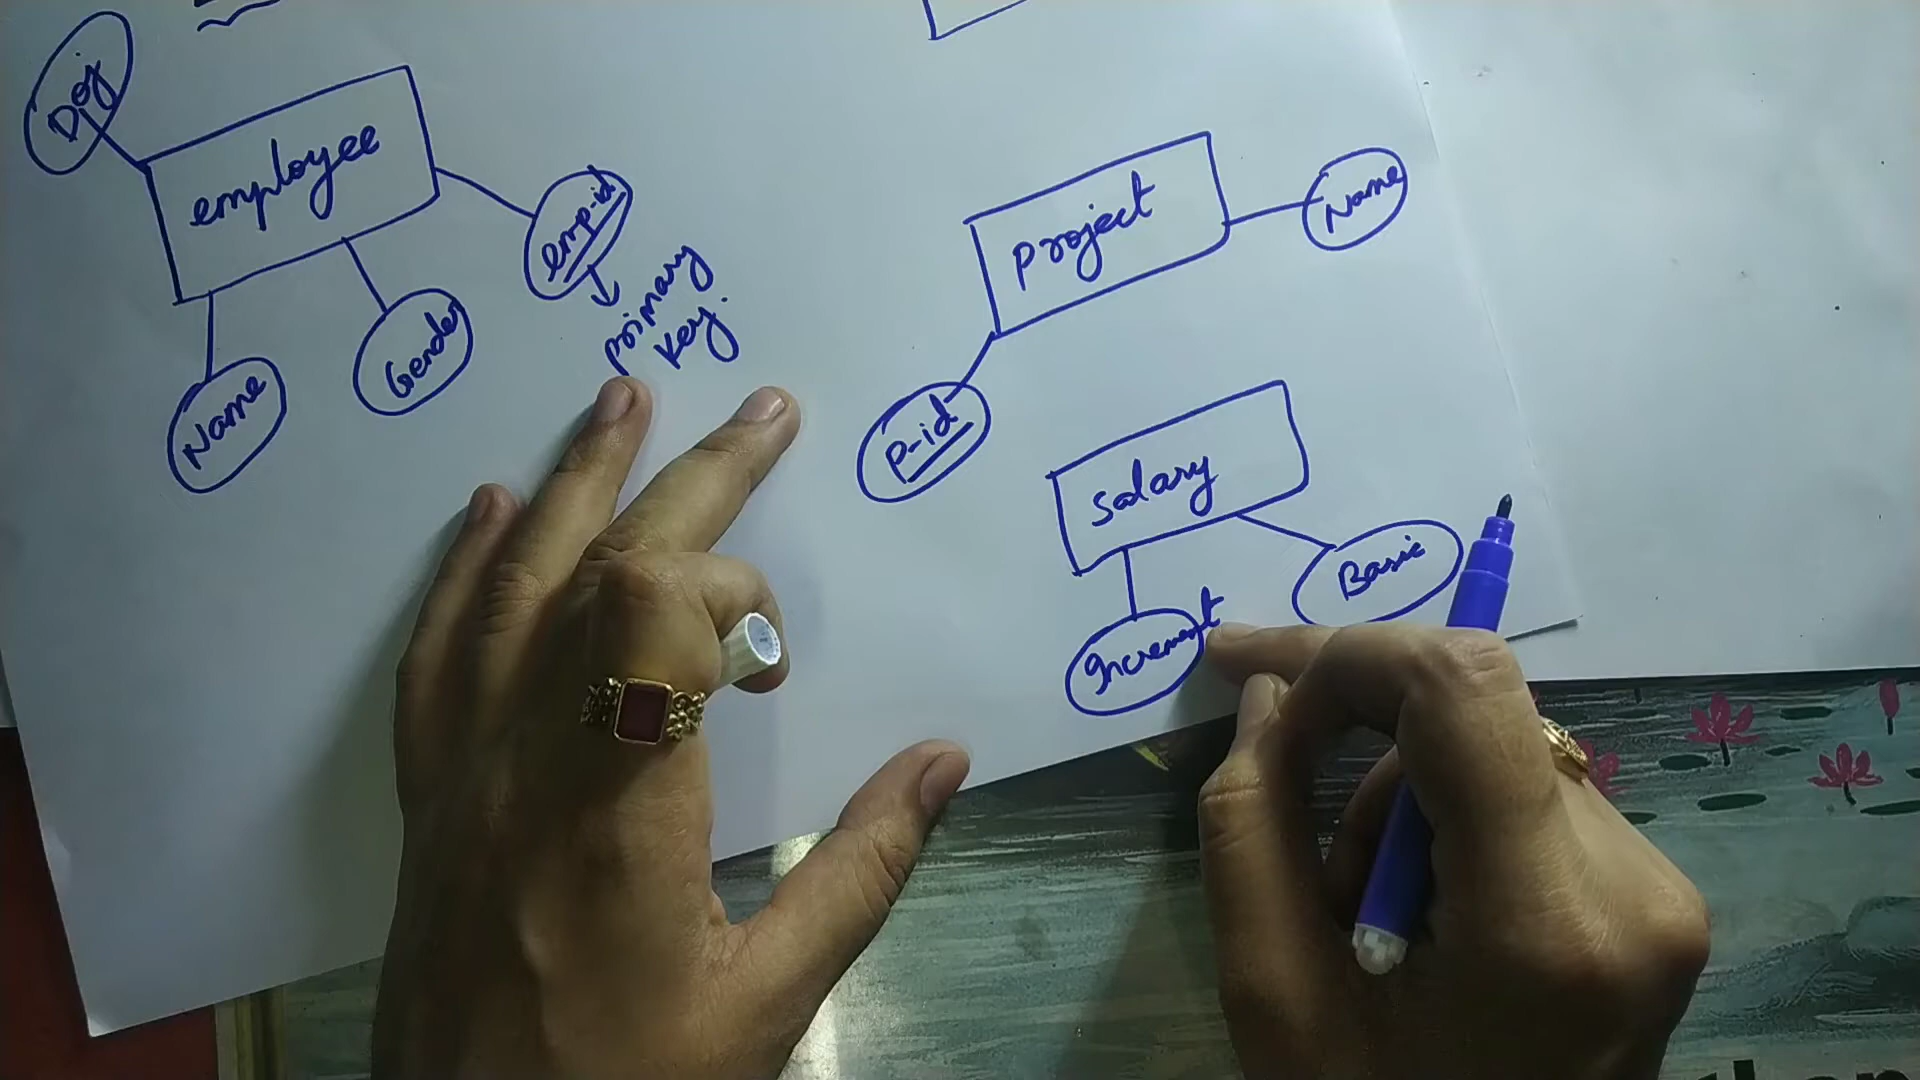 Doj
employee
emp-id
primary
key.
Gender
Name
project
Name
p-id
Salary
Basic
Increment